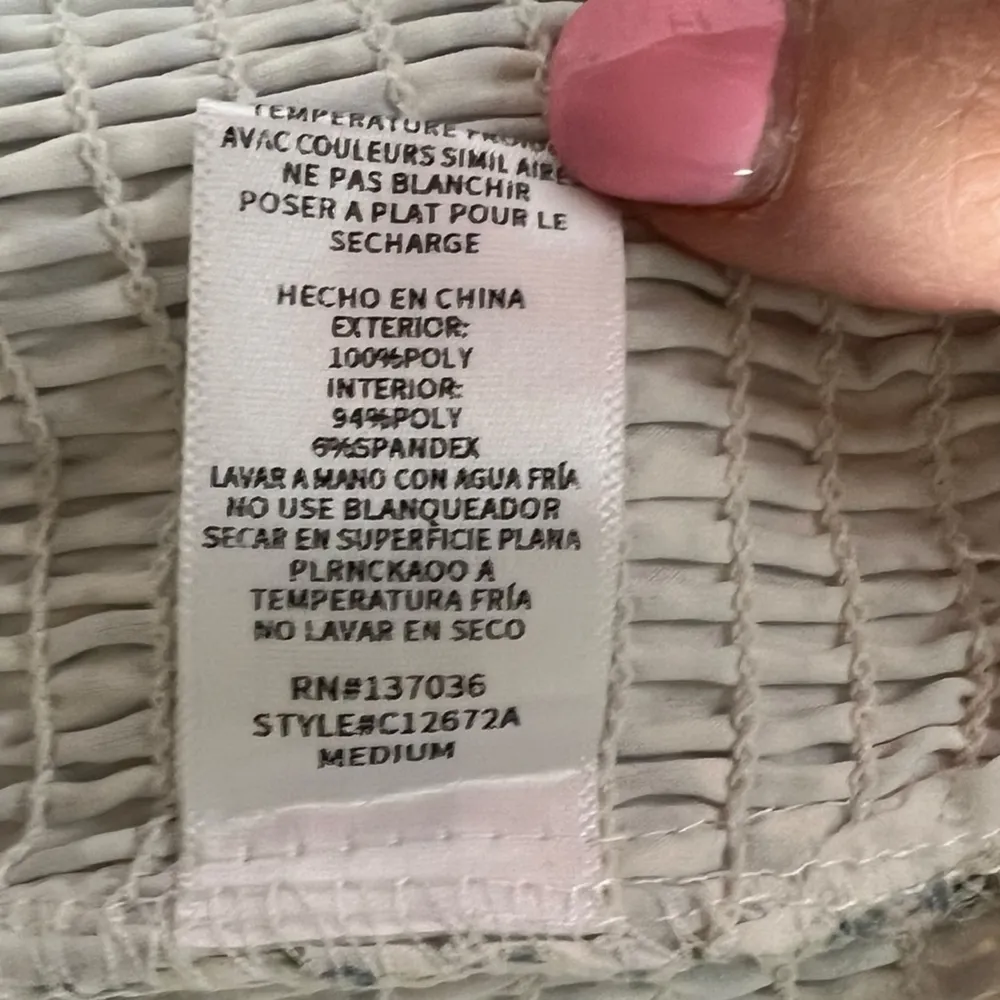 TEMPERATURE
AVAC COULEURS SIMIL AIRE
NE PAS BLANCHIR
POSER A PLAT POUR LE
SECHARGE
HECHO EN CHINA
EXTERIOR:
100%POLY
INTERIOR:
94%POLY
6%SPANDEX
LAVAR A MANO CON AGUA FRÍA
NO USE BLANQUEADOR
SECAR EN SUPERFICIE PLANA
PLRNCKAOO A
TEMPERATURA FRÍA
NO LAVAR EN SECO
RN#137036
STYLE#C12672A
MEDIUM